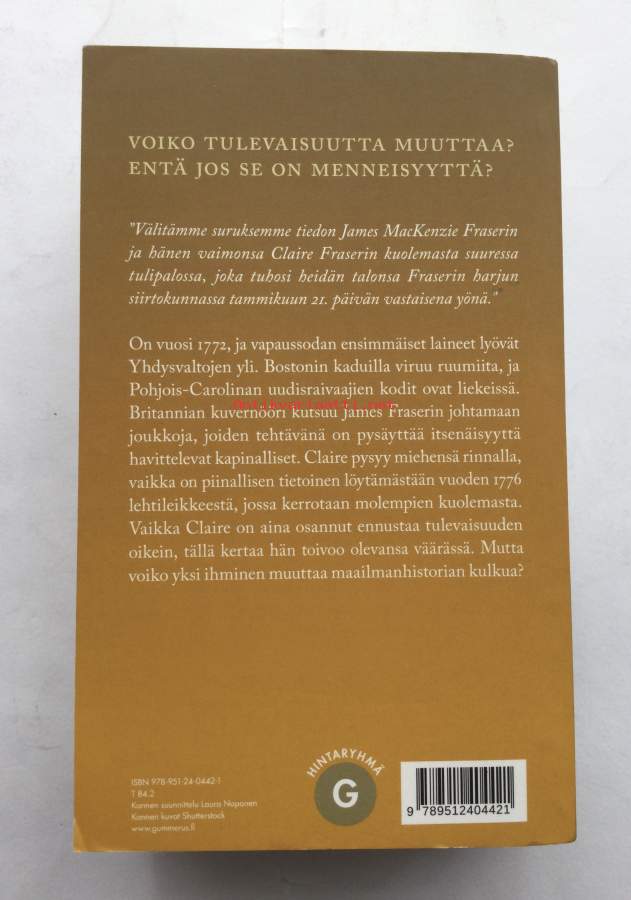 VOIKO TULEVAISUUTTA MUUTTAA?
ENTÄ JOS SE ON MENNEISYYTTÄ?
"Välitämme suruksemme tiedon James MacKenzie Fraserin
ja hänen vaimonsa Claire Fraserin kuolemasta suuressa
tulipalossa, joka tuhosi heidän talonsa Fraserin harjun
siirtokunnassa tammikuun 21. päivän vastaisena yönä."
On vuosi 1772, ja vapaussodan ensimmäiset laineet lyövät
Yhdysvaltojen yli. Bostonin kaduilla viruu ruumiita, ja
Pohjois-Carolinan uudisraivaajien kodit ovat liekeissä.
Britannian kuvernööri kutsuu James Fraserin johtamaan
joukkoja, joiden tehtävänä on pysäyttää itsenäisyyttä
havittelevat kapinalliset. Claire pysyy miehensä rinnalla,
vaikka on piinallisen tietoinen löytämästään vuoden 1776
lehtileikkeestä, jossa kerrotaan molempien kuolemasta.
Vaikka Claire on aina osannut ennustaa tulevaisuuden
oikein, tällä kertaa hän toivoo olevansa väärässä. Mutta
voiko yksi ihminen muuttaa maailmanhistorian kulkua?
ISBN 978-951-24-0442-1
T 84.2
Kannen suunnittelu Laura Noponen
Kannen kuvat Shutterstock
www.gummerus.fi
HINTARYHMÄ
G
9 789512 404421